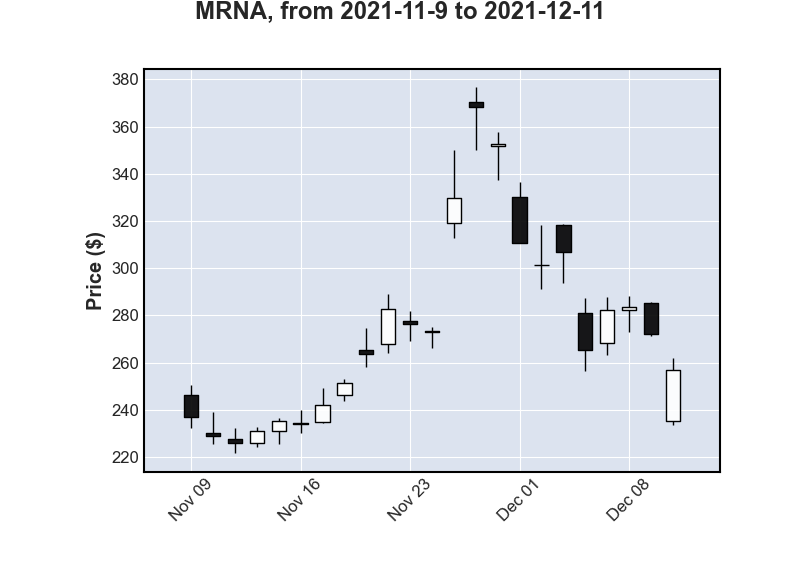 MRNA, from 2021-11-9 to 2021-12-11
380
360
340
320
300
280
260
240
220
Price ($)
Nov 09
Nov 16
Nov 23
Dec 01
Dec 08